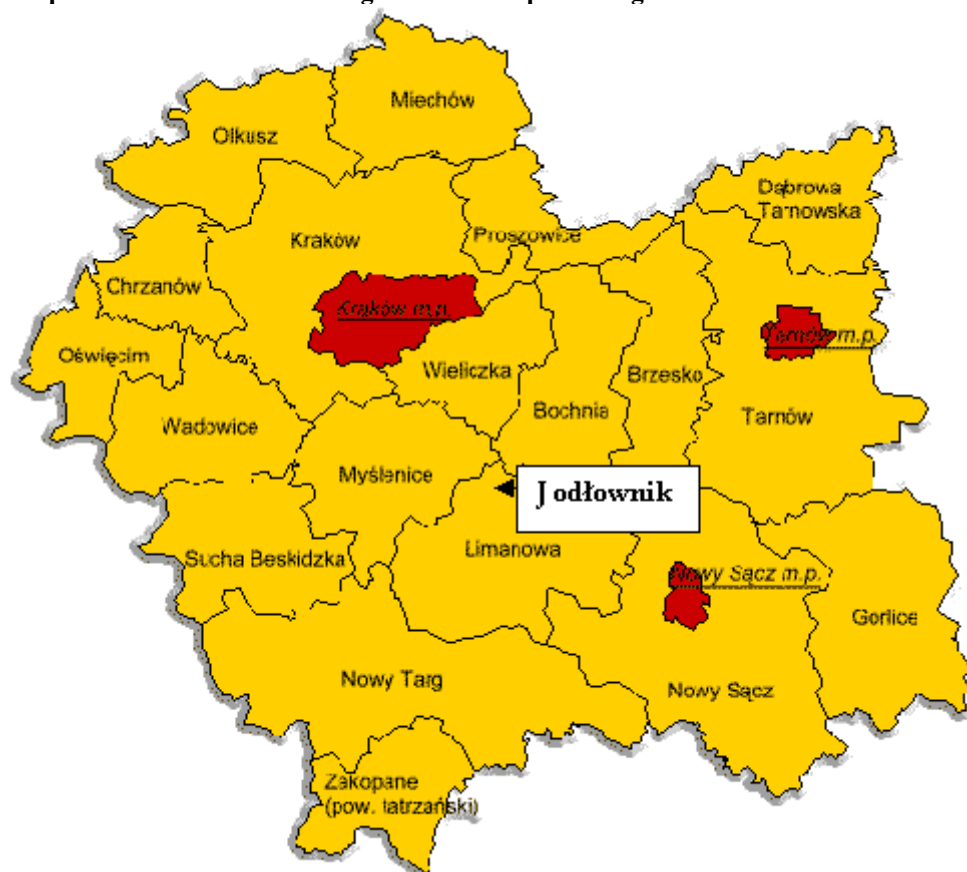 Miechów
Olkusz
Dąbrowa
Tarnowska
Kraków
Proszowice
Chrzanów
Kraków m.p.
Tarnów m.p.
Oświęcim
Wieliczka
Brzesko
Bochnia
Tarnów
Wadowice
Myślenice
Jodłownik
Limanowa
Sucha Beskidzka
Nowy Sącz m.p.
Gorlice
Nowy Targ
Nowy Sącz
Zakopane
(pow. tatrzański)